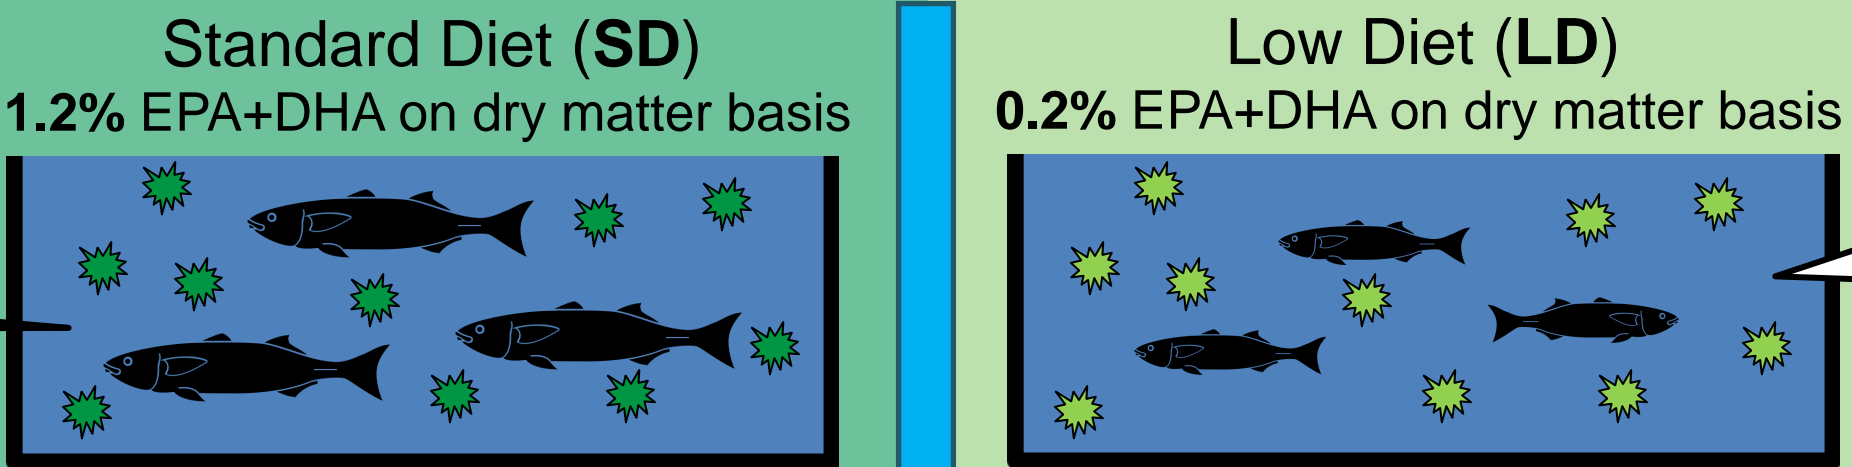 Standard Diet (SD)
1.2% EPA+DHA on dry matter basis
Low Diet (LD)
0.2% EPA+DHA on dry matter basis